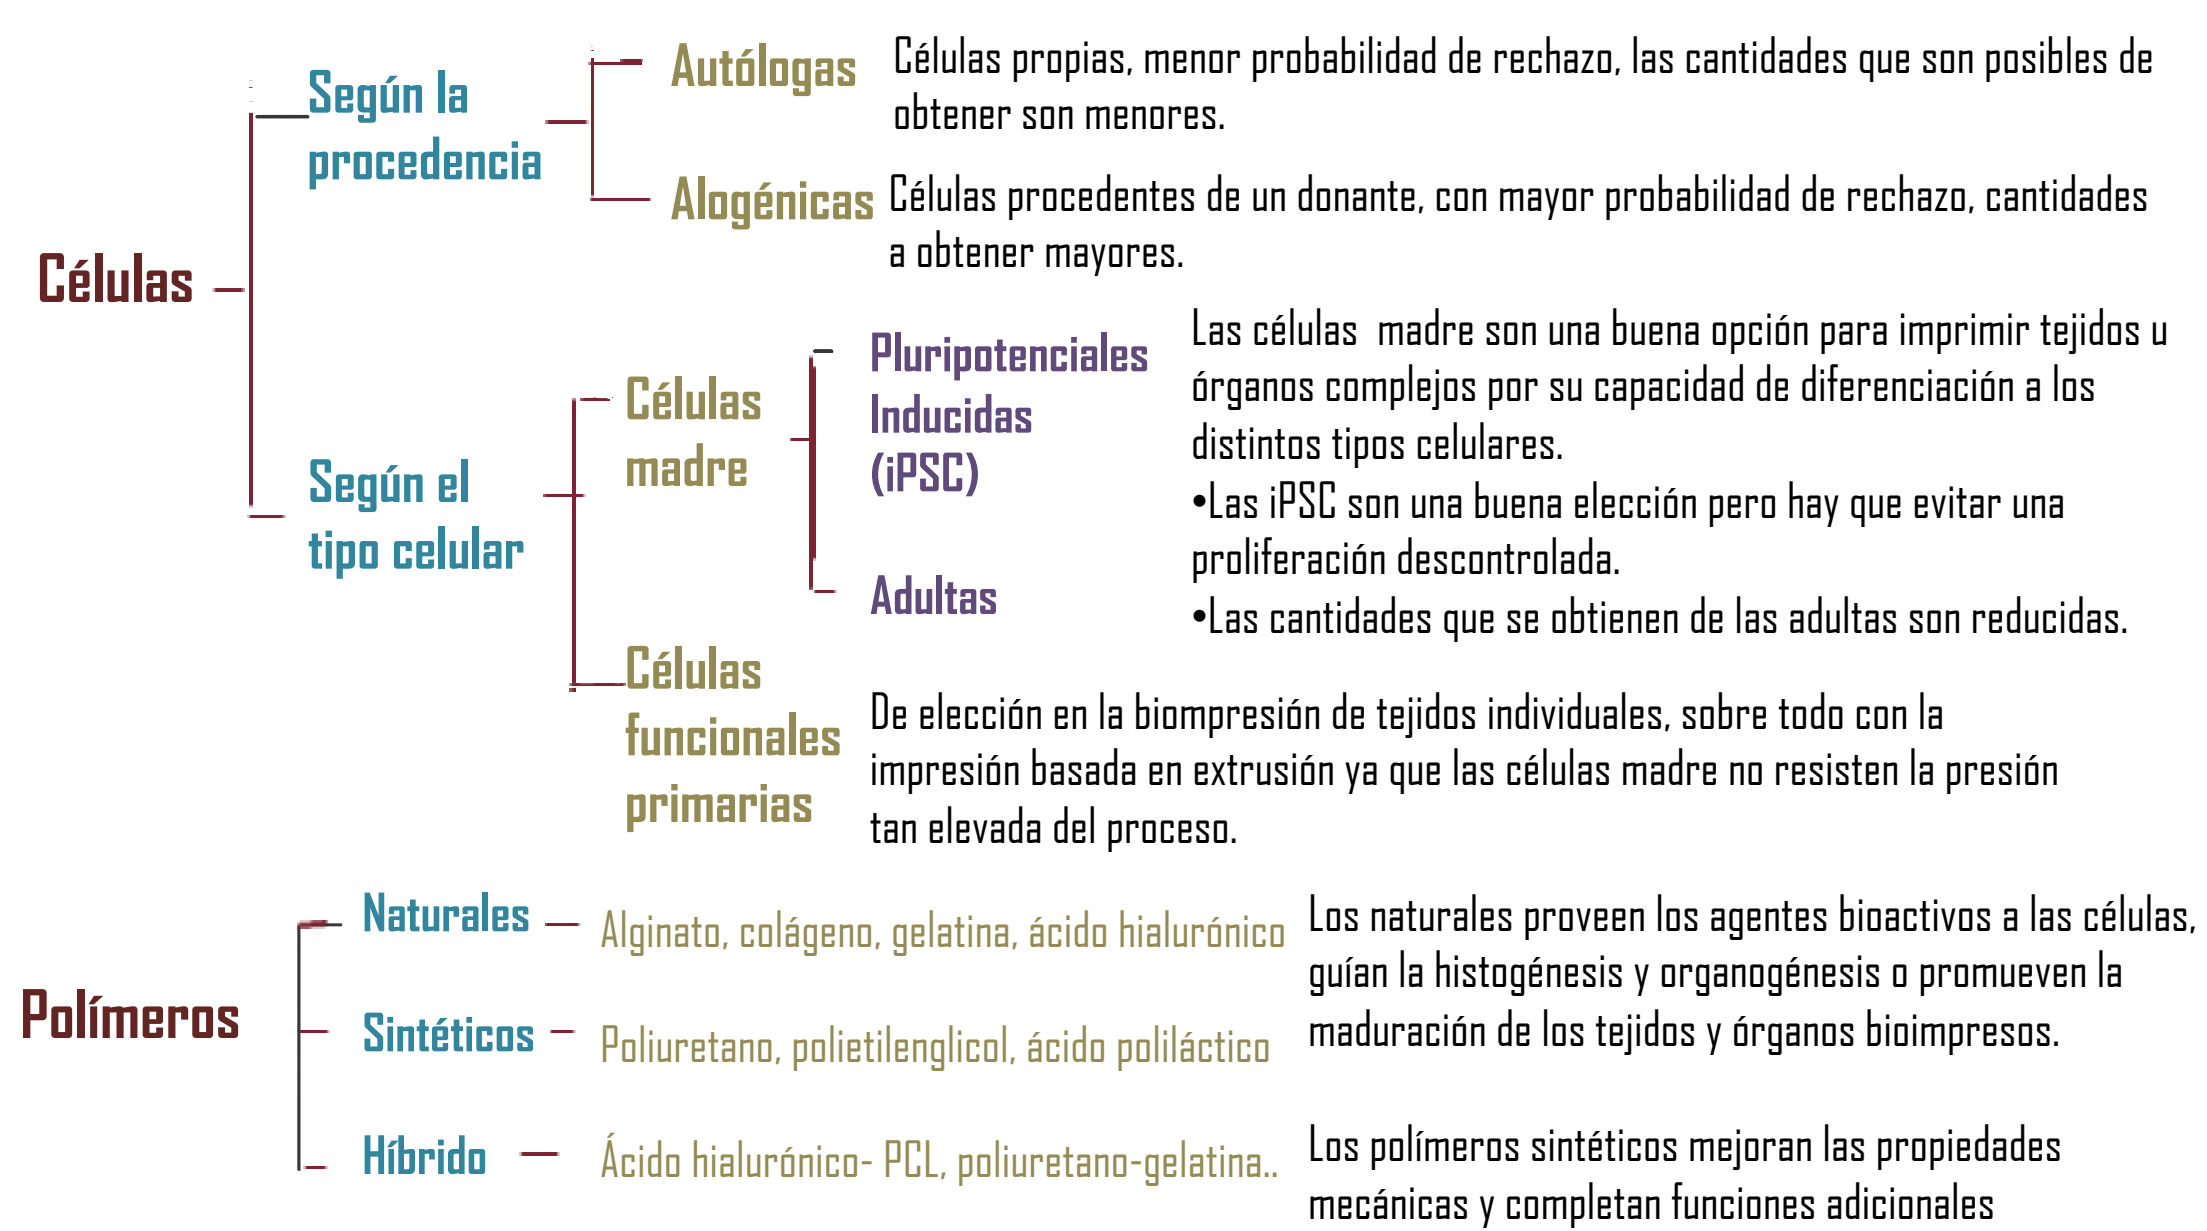 Células
Según la
procedencia
Autólogas
Células propias, menor probabilidad de rechazo, las cantidades que son posibles de
obtener son menores.
Alogénicas
Células procedentes de un donante, con mayor probabilidad de rechazo, cantidades
a obtener mayores.
Según el
tipo celular
Células
madre
Pluripotenciales
Inducidas
(iPSC)
Adultas
Las células madre son una buena opción para imprimir tejidos u
órganos complejos por su capacidad de diferenciación a los
distintos tipos celulares.
•Las iPSC son una buena elección pero hay que evitar una
proliferación descontrolada.
•Las cantidades que se obtienen de las adultas son reducidas.
Células
funcionales
primarias
De elección en la biompresión de tejidos individuales, sobre todo con la
impresión basada en extrusión ya que las células madre no resisten la presión
tan elevada del proceso.
Polímeros
Naturales
Alginato, colágeno, gelatina, ácido hialurónico
Sintéticos
Poliuretano, polietilenglicol, ácido poliláctico
Híbrido
Ácido hialurónico- PCL, poliuretano-gelatina..
Los naturales proveen los agentes bioactivos a las células,
guían la histogénesis y organogénesis o promueven la
maduración de los tejidos y órganos bioimpresos.
Los polímeros sintéticos mejoran las propiedades
mecánicas y completan funciones adicionales